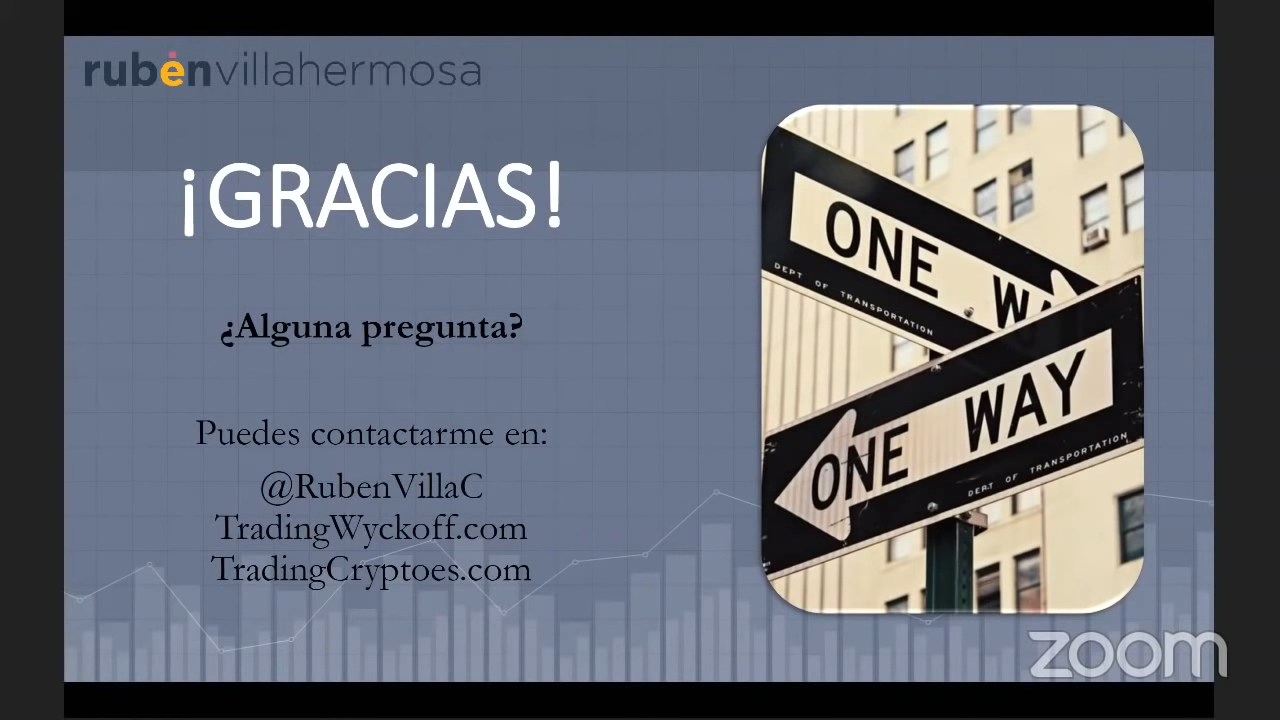 rubenvillahermosa
¡GRACIAS!
¿Alguna pregunta?
Puedes contactarme en:
@RubenVillaC
TradingWyckoff.com
TradingCryptoes.com
ONE WA
DEPT OF TRANSPORTATION
ONE WAY
DEPT OF TRANSPORTATION
zoom